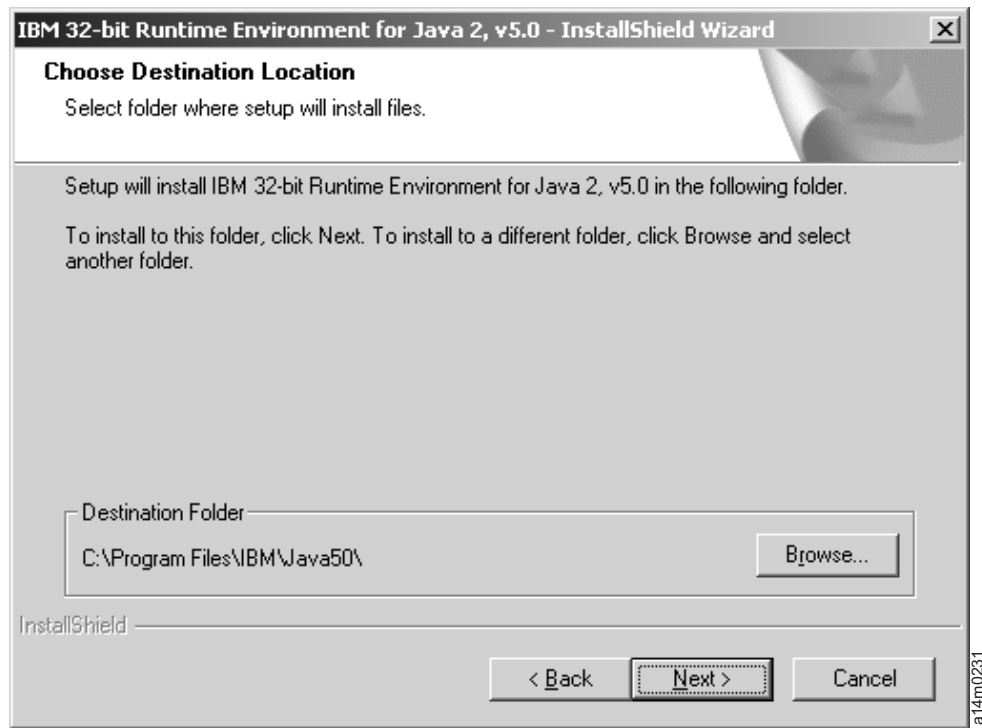 IBM 32-bit Runtime Environment for Java 2, v5.0 - InstallShield Wizard
Choose Destination Location
Select folder where setup will install files.
Setup will install IBM 32-bit Runtime Environment for Java 2, v5.0 in the following folder.
To install to this folder, click Next. To install to a different folder, click Browse and select
another folder.
Destination Folder
C:\Program Files\IBM\Java50\
Browse...
InstallShield
< Back
Next >
Cancel
a14m0231